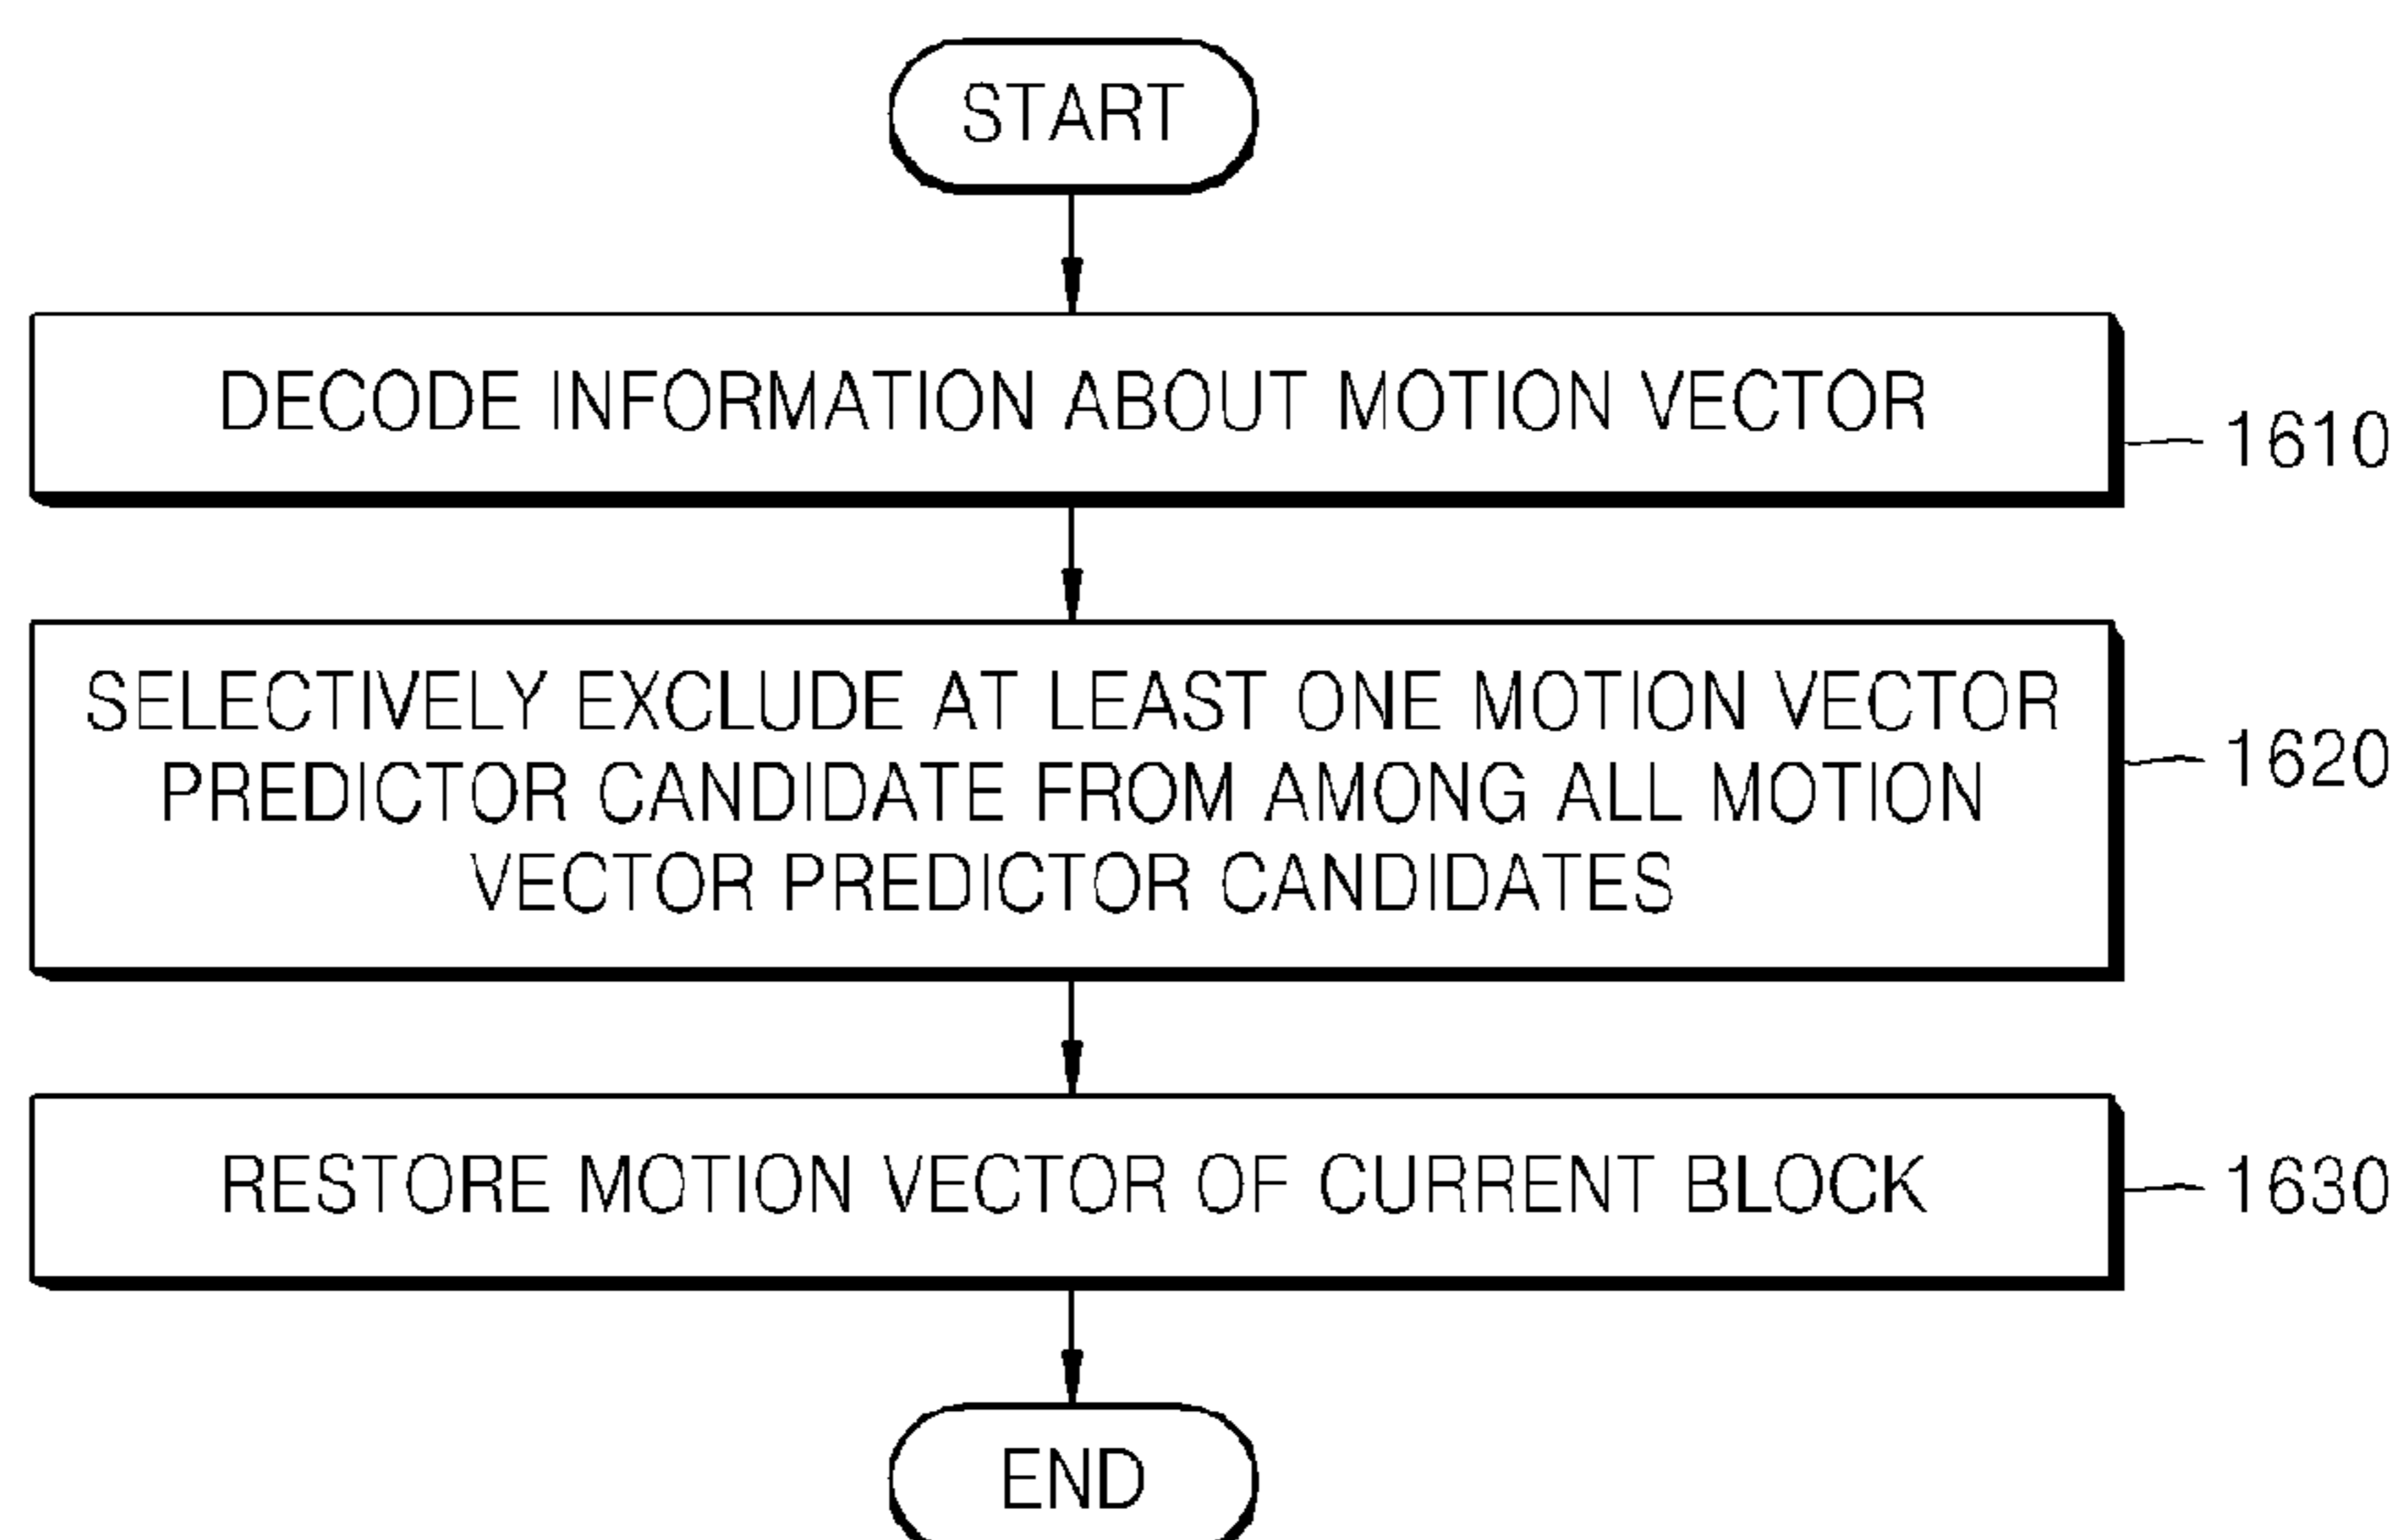 START
DECODE INFORMATION ABOUT MOTION VECTOR
1610
SELECTIVELY EXCLUDE AT LEAST ONE MOTION VECTOR
PREDICTOR CANDIDATE FROM AMONG ALL MOTION
VECTOR PREDICTOR CANDIDATES
1620
RESTORE MOTION VECTOR OF CURRENT BLOCK
1630
END